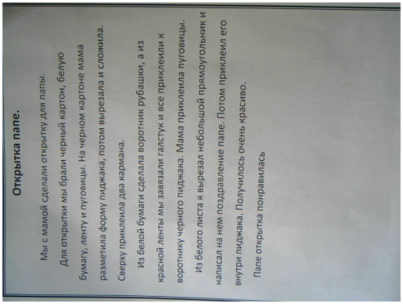 Открытка папе.
Мы с мамой сделали открытку для папы.
Для открытки мы брали черный картон, белую
бумагу, ленту и пуговицы. На черном картоне мама
разметила форму пиджака, потом вырезала и сложила.
Сверху приклеила два кармана.
Из белой бумаги сделала воротник рубашки, а из
красной ленты мы завязали галстук и все приклеили к
воротнику черного пиджака. Мама приклеила пуговицы.
Из белого листа я вырезал небольшой прямоугольник и
написал на нем поздравление папе. Потом приклеил его
внутри пиджака. Получилось очень красиво.
Папе открытка понравилась